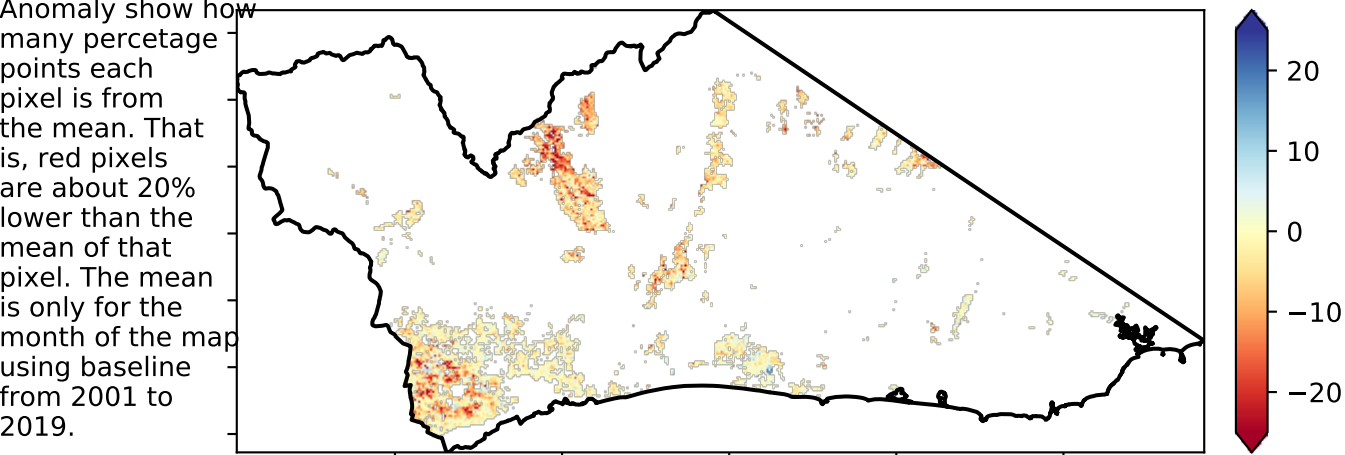 Anomaly show how
many percetage
points each
pixel is from
the mean. That
is, red pixels
are about 20%
lower than the
mean of that
pixel. The mean
is only for the
month of the map
using baseline
from 2001 to
2019.
20
10
0
−10
−20